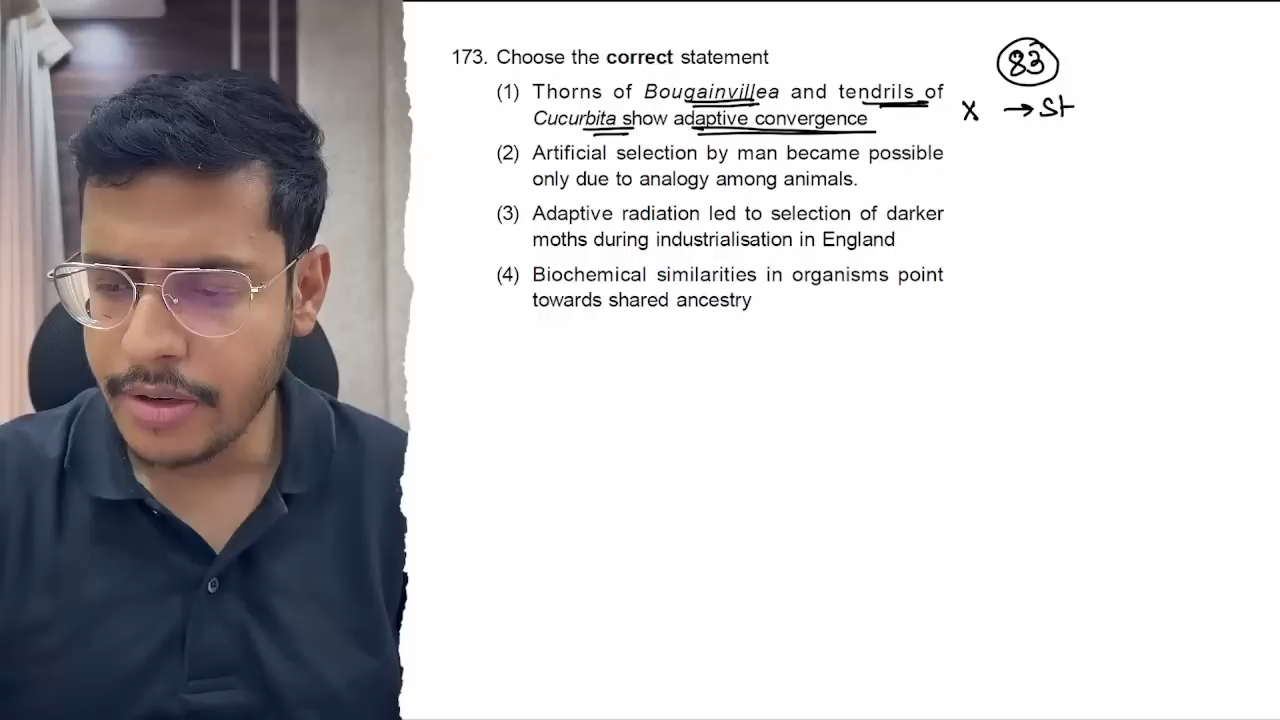 173. Choose the correct statement
(1) Thorns of Bougainvillea and tendrils of
Cucurbita show adaptive convergence
(2) Artificial selection by man became possible
only due to analogy among animals.
(3) Adaptive radiation led to selection of darker
moths during industrialisation in England
(4) Biochemical similarities in organisms point
towards shared ancestry
83
X → St